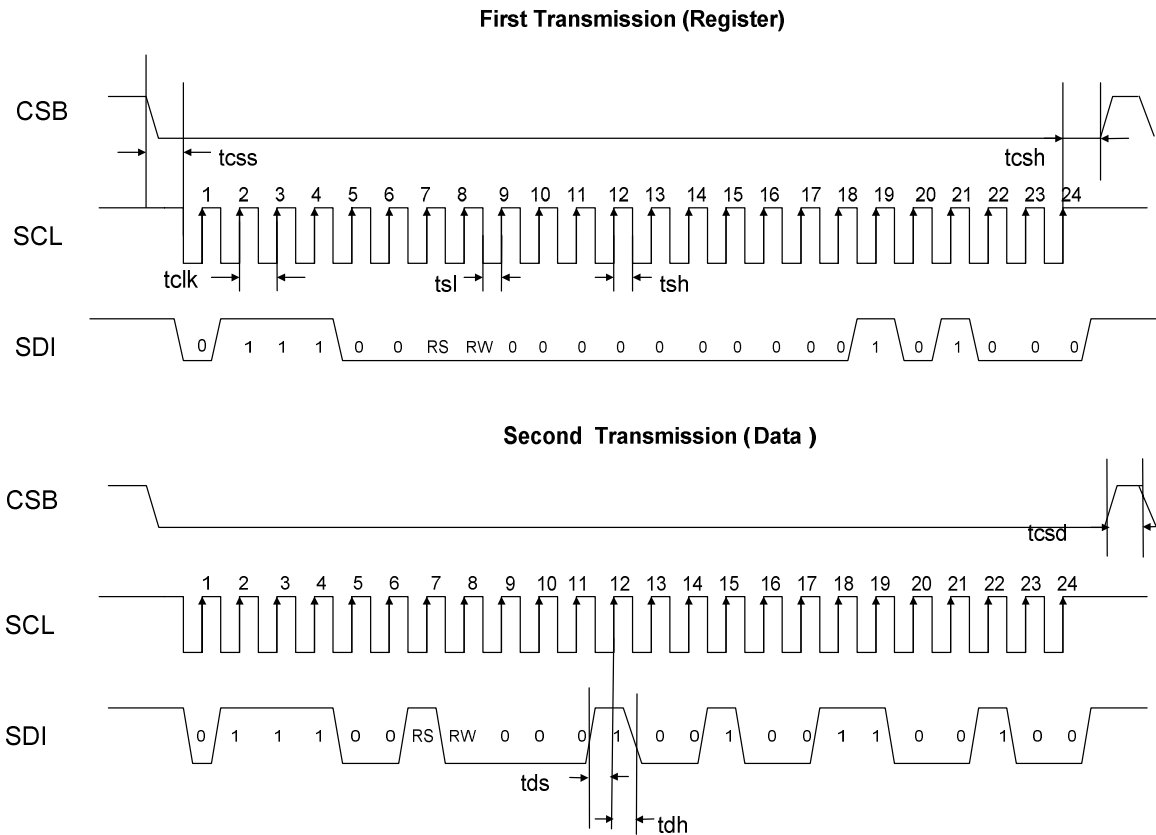 First Transmission (Register)
CSB
tcss
tcsh
1 2 3 4 5 6 7 8 9 10 11 12 13 14 15 16 17 18 19 20 21 22 23 24
SCL
tclk
tsl
tsh
SDI
0 1 1 1 0 0 RS RW 0 0 0 0 0 0 0 0 0 0 1 0 1 0 0 0
Second Transmission (Data )
CSB
tcsd
1 2 3 4 5 6 7 8 9 10 11 12 13 14 15 16 17 18 19 20 21 22 23 24
SCL
SDI
0 1 1 1 0 0 RS RW 0 0 0 1 0 0 1 0 0 1 1 0 0 1 0 0
tds
tdh